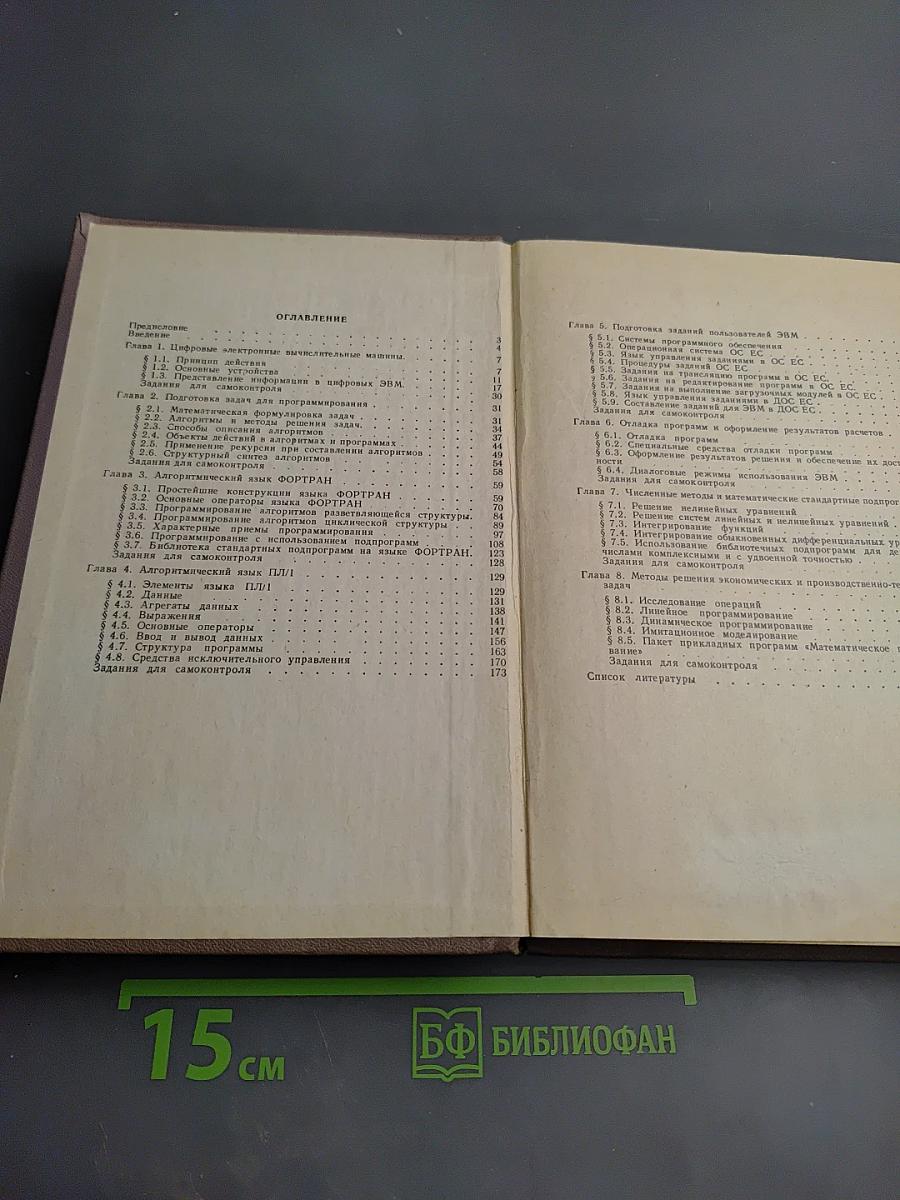 ОГЛАВЛЕНИЕ
Предисловие . . . 3
Введение . . . 4
Глава 1. Цифровые электронные вычислительные машины. 7
§ 1.1. Принцип действия . . . 7
§ 1.2. Основные устройства . . . 11
§ 1.3. Представление информации в цифровых ЭВМ. . . 17
Задания для самоконтроля . . . 30
Глава 2. Подготовка задач для программирования . . . 31
§ 2.1. Математическая формулировка задач . . . 31
§ 2.2. Алгоритмы и методы решения задач. . . 34
§ 2.3. Способы описания алгоритмов . . . 37
§ 2.4. Объекты действий в алгоритмах и программах . . . 44
§ 2.5. Применение рекурсии при составлении алгоритмов . . . 49
§ 2.6. Структурный синтез алгоритмов . . . 54
Задания для самоконтроля . . . 58
Глава 3. Алгоритмический язык ФОРТРАН . . . 59
§ 3.1. Простейшие конструкции языка ФОРТРАН . . . 59
§ 3.2. Основные операторы языка ФОРТРАН . . . 70
§ 3.3. Программирование алгоритмов разветвляющейся структуры. 84
§ 3.4. Программирование алгоритмов циклической структуры . . . 89
§ 3.5. Характерные приемы программирования . . . 97
§ 3.6. Программирование с использованием подпрограмм . . . 108
§ 3.7. Библиотека стандартных подпрограмм на языке ФОРТРАН. 123
Задания для самоконтроля . . . 128
Глава 4. Алгоритмический язык ПЛ/1 . . . 129
§ 4.1. Элементы языка ПЛ/1 . . . 129
§ 4.2. Данные . . . 131
§ 4.3. Агрегаты данных . . . 138
§ 4.4. Выражения . . . 141
§ 4.5. Основные операторы . . . 147
§ 4.6. Ввод и вывод данных . . . 156
§ 4.7. Структура программы . . . 163
§ 4.8. Средства исключительного управления . . . 170
Задания для самоконтроля . . . 173
Глава 5. Подготовка заданий пользователей ЭВМ
§ 5.1. Системы программного обеспечения . . .
§ 5.2. Операционная система ОС ЕС . . .
§ 5.3. Язык управления заданиями в ОС ЕС . . .
§ 5.4. Процедуры заданий ОС ЕС . . .
§ 5.5. Задания на трансляцию программ в ОС ЕС. . .
§ 5.6. Задания на редактирование программ в ОС ЕС. . .
§ 5.7. Задания на выполнение загрузочных модулей в ОС ЕС .
§ 5.8. Язык управления заданиями в ДОС ЕС . . .
§ 5.9. Составление заданий для ЭВМ в ДОС ЕС . . .
Задания для самоконтроля . . .
Глава 6. Отладка программ и оформление результатов расчетов .
§ 6.1. Отладка программ . . .
§ 6.2. Специальные средства отладки программ . . .
§ 6.3. Оформление результатов решения и обеспечение их дос
ности . . .
§ 6.4. Диалоговые режимы использования ЭВМ . . .
Задания для самоконтроля . . .
Глава 7. Численные методы и математические стандартные подпрог
§ 7.1. Решение нелинейных уравнений . . .
§ 7.2. Решение систем линейных и нелинейных уравнений .
§ 7.3. Интегрирование функций . . .
§ 7.4. Интегрирование обыкновенных дифференциальных ур
§ 7.5. Использование библиотечных подпрограмм для де
числами комплексными и с удвоенной точностью .
Задания для самоконтроля . . .
Глава 8. Методы решения экономических и производственно-те
задач . . .
§ 8.1. Исследование операций . . .
§ 8.2. Линейное программирование . . .
§ 8.3. Динамическое программирование . . .
§ 8.4. Имитационное моделирование . . .
§ 8.5. Пакет прикладных программ «Математическое п
вание» . . .
Задания для самоконтроля . . .
Список литературы . . .
15 см
БФ БИБЛИОФАН